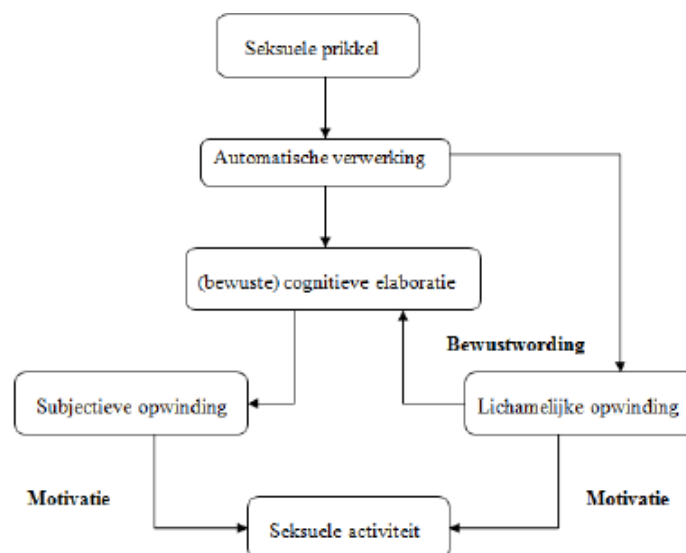 Seksuele prikkel
Automatische verwerking
(bewuste) cognitieve elaboratie
Bewustwording
Subjectieve opwinding
Lichamelijke opwinding
Motivatie
Motivatie
Seksuele activiteit